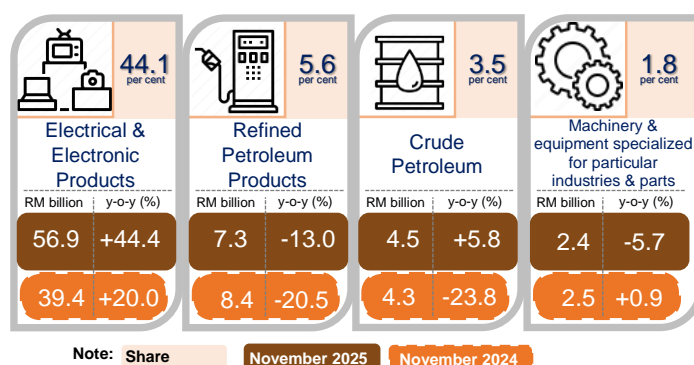 44.1
per cent
Electrical &
Electronic
Products
RM billion y-o-y (%)
56.9 +44.4
39.4 +20.0
5.6
per cent
Refined
Petroleum
Products
RM billion y-o-y (%)
7.3 -13.0
8.4 -20.5
3.5
per cent
Crude
Petroleum
RM billion y-o-y (%)
4.5 +5.8
4.3 -23.8
1.8
per cent
Machinery &
equipment specialized
for particular
industries & parts
RM billion y-o-y (%)
2.4 -5.7
2.5 +0.9
Note: Share November 2025 November 2024